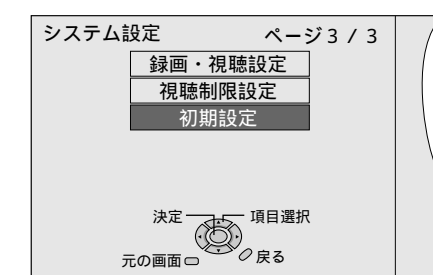 システム設定 ページ3 / 3
録画・視聴設定
視聴制限設定
初期設定
決定 項目選択
元の画面 戻る